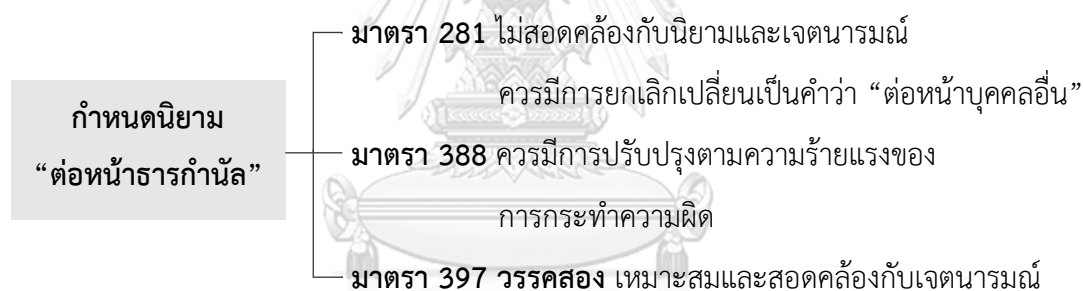 มาตรา 281 ไม่สอดคล้องกับนิยามและเจตนารมณ์
ควรมีการยกเลิกเปลี่ยนเป็นคำว่า “ต่อหน้าบุคคลอื่น”
กำหนดนิยาม
“ต่อหน้าธารกำนัล”
มาตรา 388 ควรมีการปรับปรุงตามความร้ายแรงของ
การกระทำความผิด
มาตรา 397 วรรคสอง เหมาะสมและสอดคล้องกับเจตนารมณ์